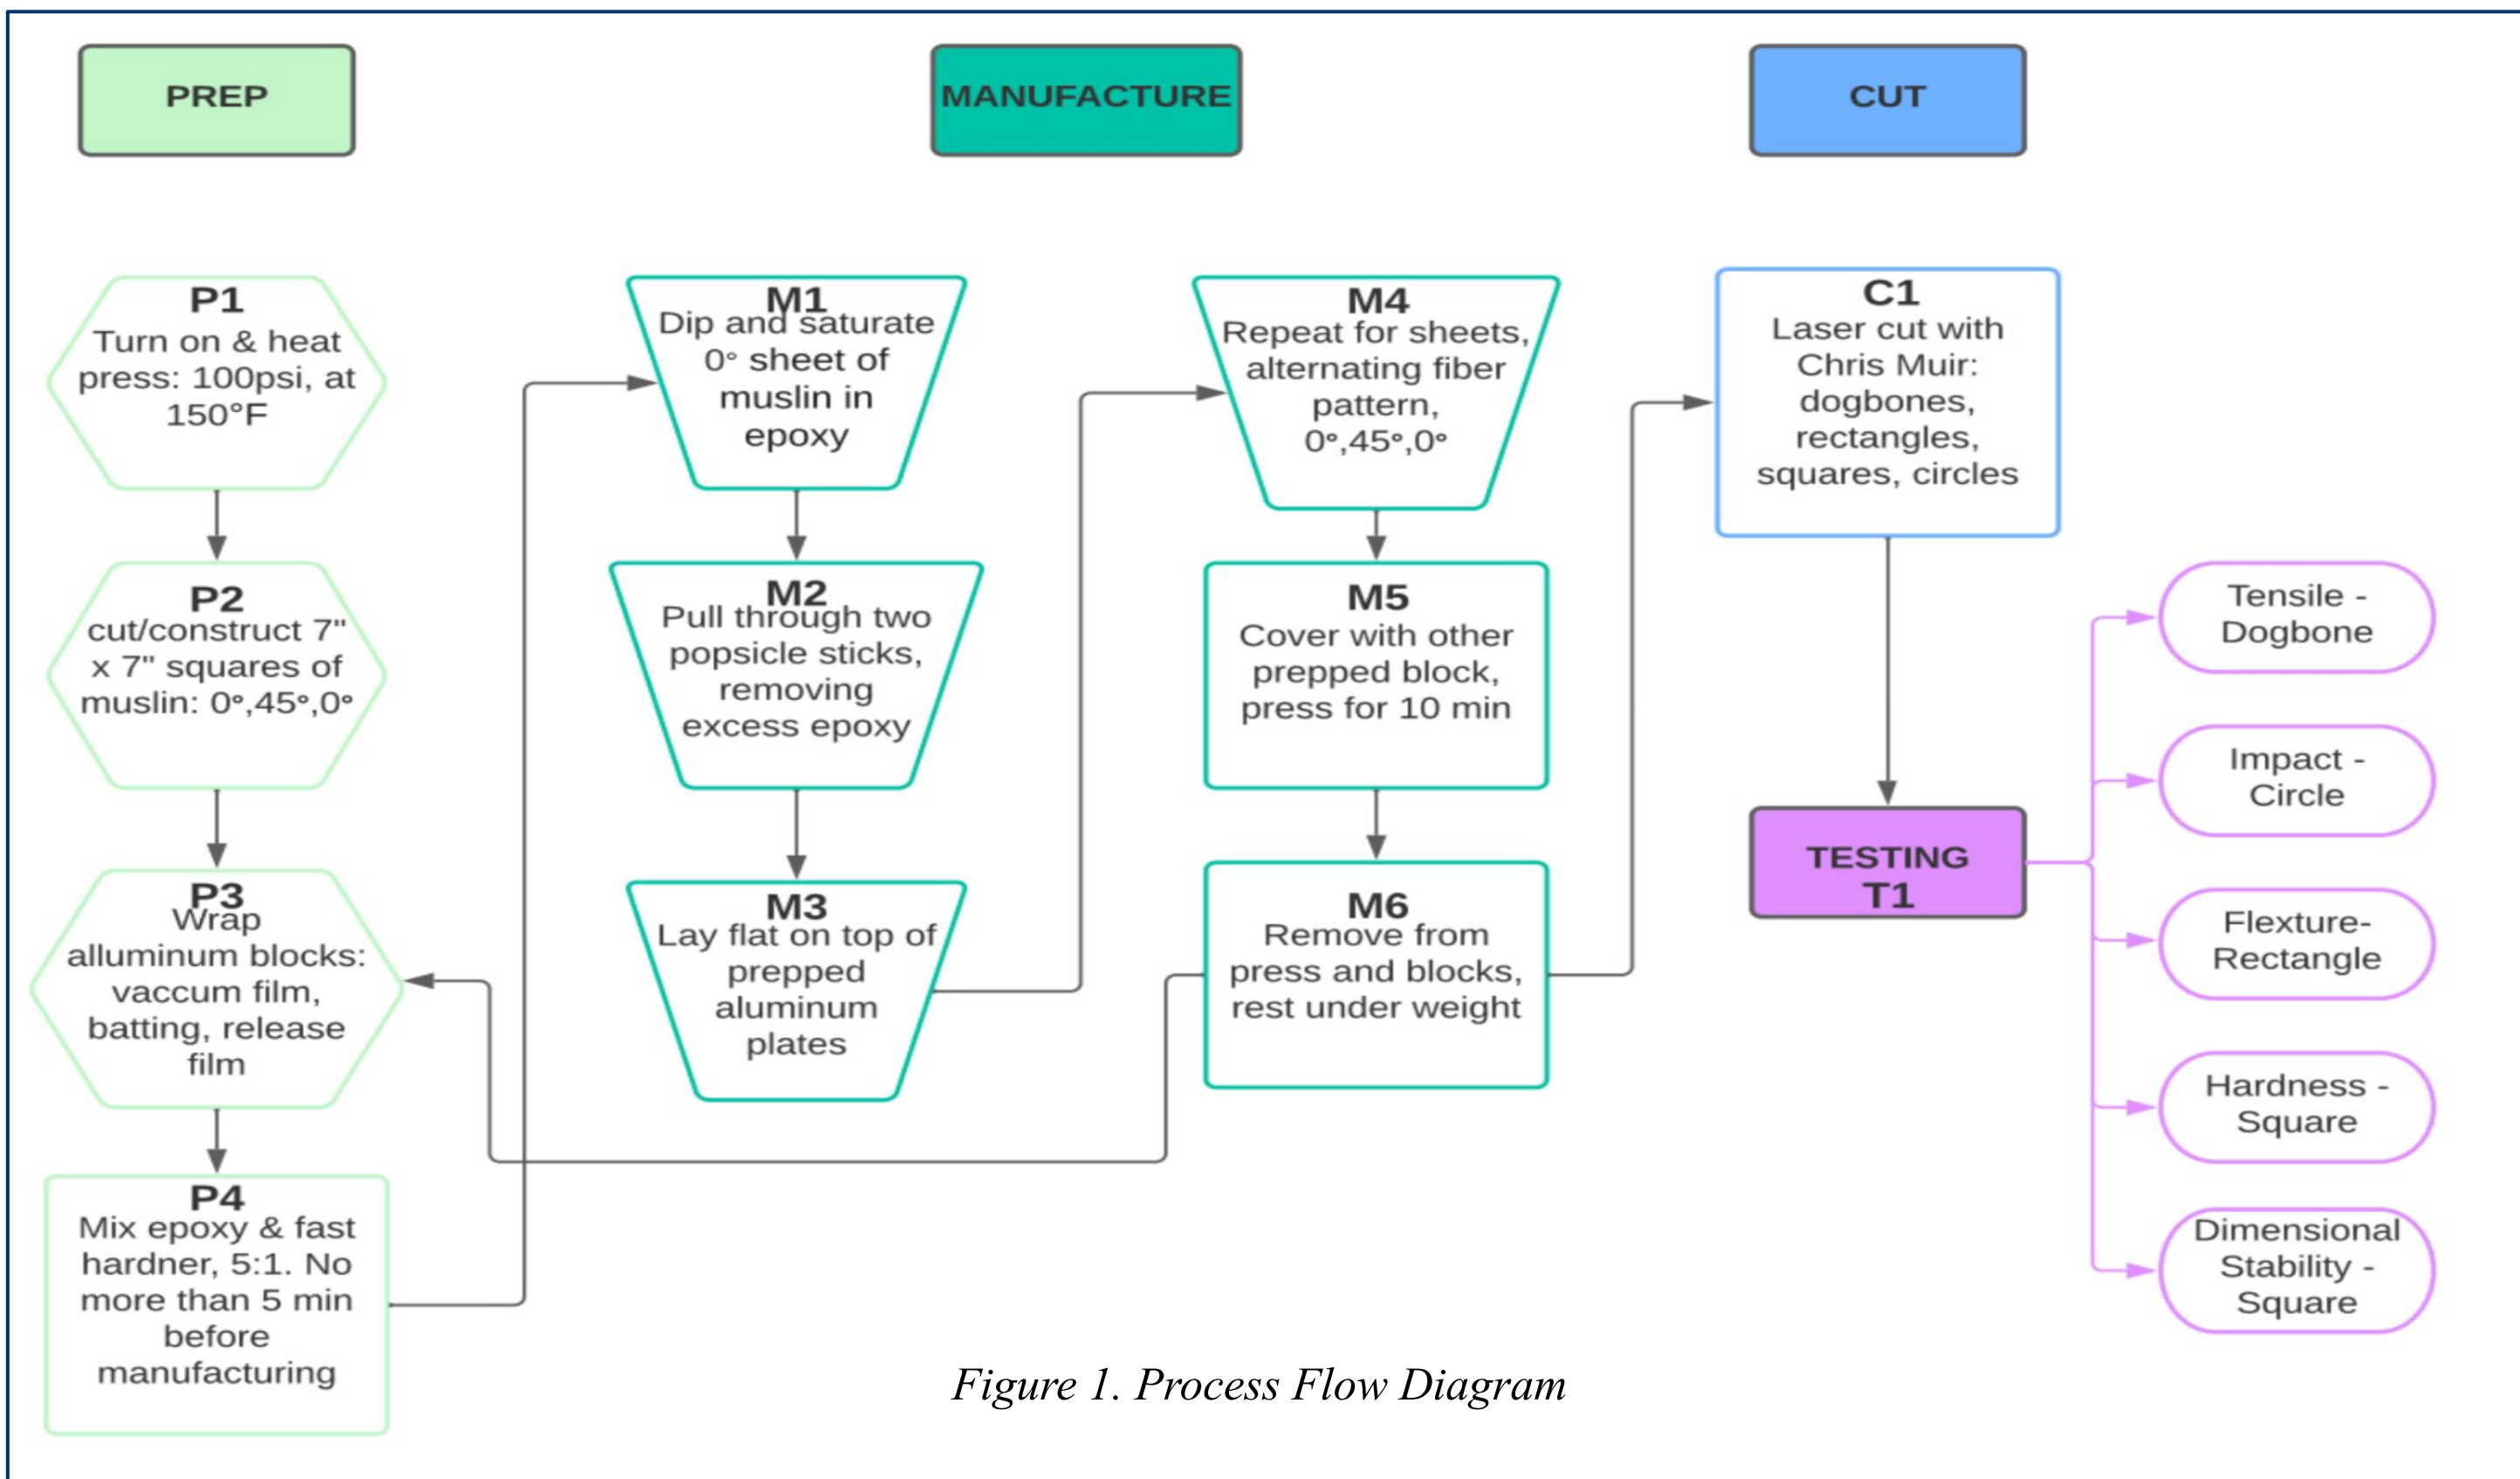 PREP
MANUFACTURE
CUT
P1
Turn on & heat
press: 100psi, at
150°F
P2
cut/construct 7"
x 7" squares of
muslin: 0°,45°,0°
P3
Wrap
alluminum blocks:
vaccum film,
batting, release
film
P4
Mix epoxy & fast
hardner, 5:1. No
more than 5 min
before
manufacturing
M1
Dip and saturate
0° sheet of
muslin in
epoxy
M2
Pull through two
popsicle sticks,
removing
excess epoxy
M3
Lay flat on top of
prepped
aluminum
plates
M4
Repeat for sheets,
alternating fiber
pattern,
0°,45°,0°
M5
Cover with other
prepped block,
press for 10 min
M6
Remove from
press and blocks,
rest under weight
C1
Laser cut with
Chris Muir:
dogbones,
rectangles,
squares, circles
TESTING
T1
Tensile -
Dogbone
Impact -
Circle
Flexture-
Rectangle
Hardness -
Square
Dimensional
Stability -
Square
Figure 1. Process Flow Diagram